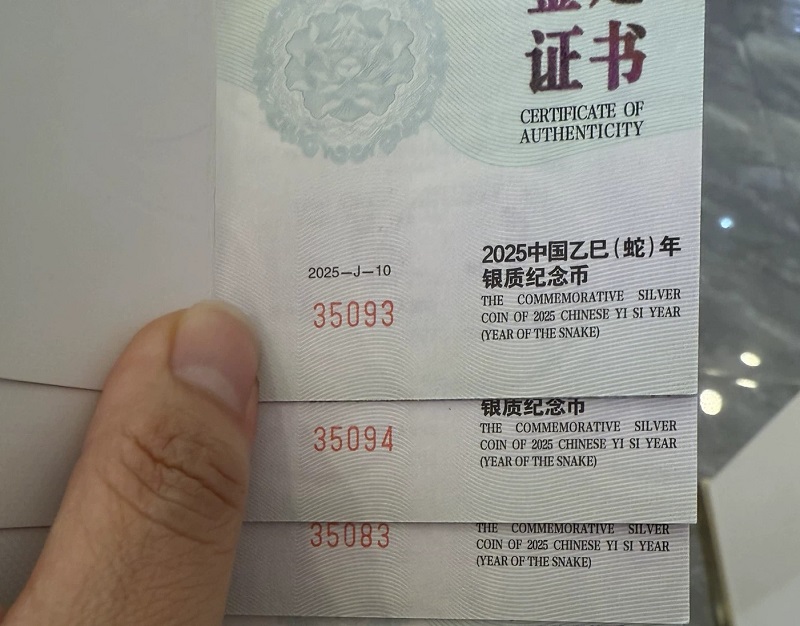 证书
CERTIFICATE OF
AUTHENTICITY
2025中国乙巳(蛇)年
银质纪念币
THE COMMEMORATIVE SILVER
COIN OF 2025 CHINESE YI SI YEAR
(YEAR OF THE SNAKE)
2025-J-10
35093
银质纪念币
THE COMMEMORATIVE SILVER
COIN OF 2025 CHINESE YI SI YEAR
(YEAR OF THE SNAKE)
35094
THE COMMEMORATIVE SILVER
COIN OF 2025 CHINESE YI SI YEAR
(YEAR OF THE SNAKE)
35083